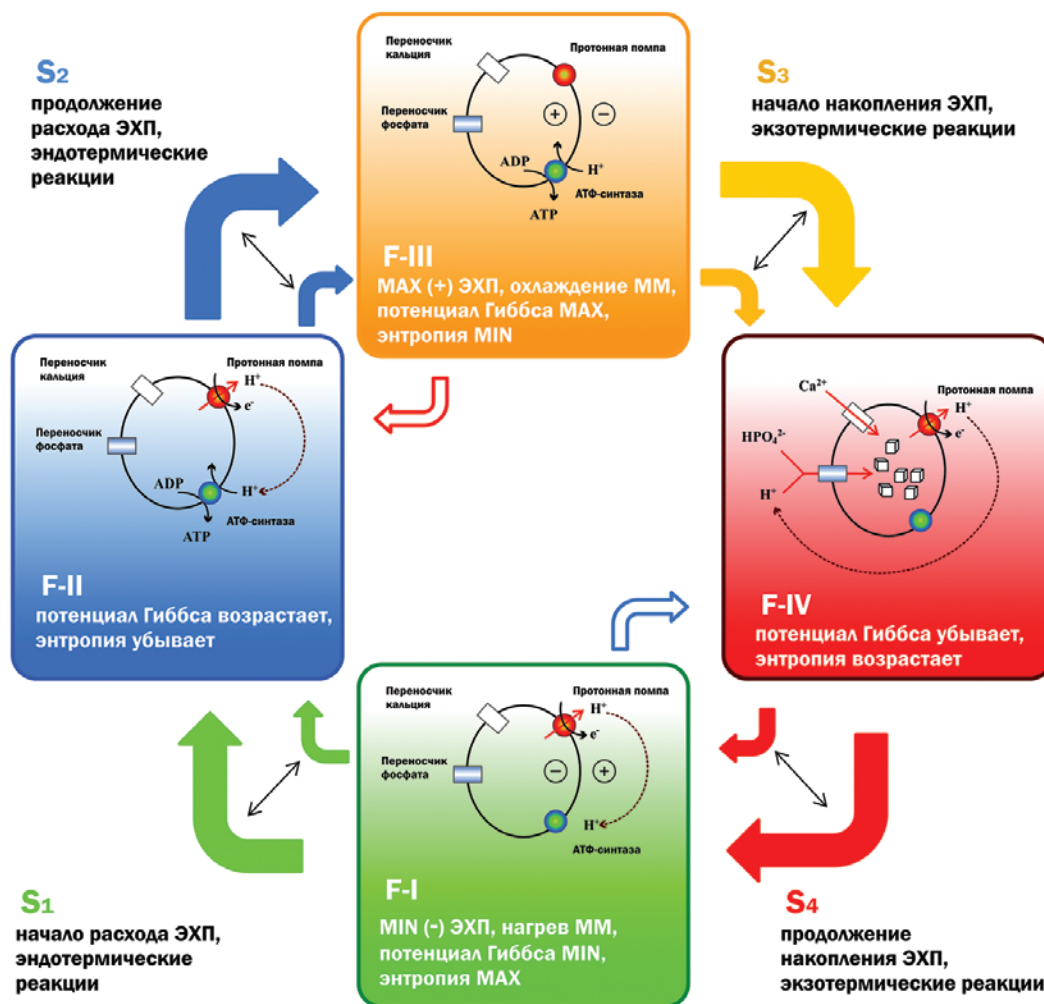 S2
продолжение
расхода ЭХП,
эндотермические
реакции
Переносчик
кальция
Протонная помпа
Переносчик
фосфата
+
−
ADP
H⁺
АТФ-синтаза
ATP
F-III
MAX (+) ЭХП, охлаждение ММ,
потенциал Гиббса MAX,
энтропия MIN
S3
начало накопления ЭХП,
экзотермические реакции
Переносчик
кальция
Протонная помпа
H⁺
e⁻
Переносчик
фосфата
ADP
H⁺
АТФ-синтаза
ATP
F-II
потенциал Гиббса возрастает,
энтропия убывает
Ca²⁺
Протонная помпа
H⁺
e⁻
HPO₄²⁻
H⁺
F-IV
потенциал Гиббса убывает,
энтропия возрастает
Переносчик
кальция
Протонная помпа
H⁺
e⁻
Переносчик
фосфата
−
+
H⁺
АТФ-синтаза
F-I
MIN (-) ЭХП, нагрев ММ,
потенциал Гиббса MIN,
энтропия MAX
S1
начало расхода ЭХП,
эндотермические
реакции
S4
продолжение
накопления ЭХП,
экзотермические реакции